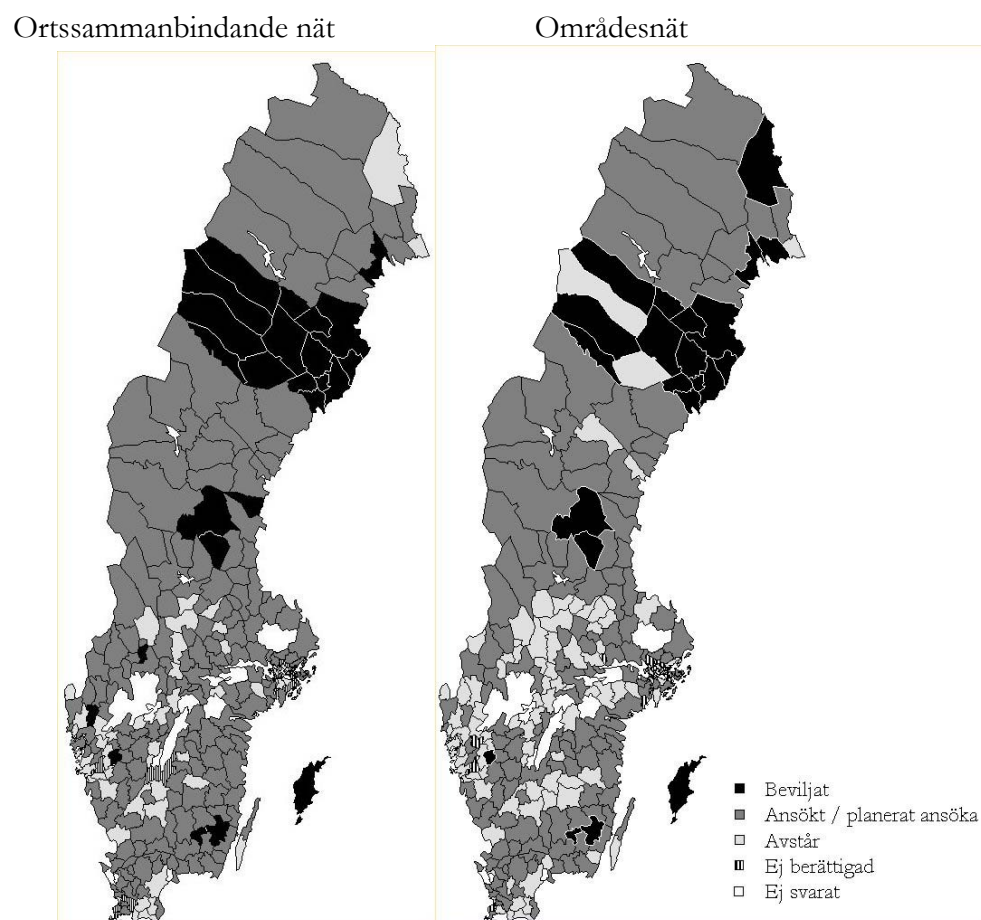 Ortssammanbindande nät
Områdesnät
Beviljat
Ansökt / planerat ansöka
Avstår
Ej berättigad
Ej svarat